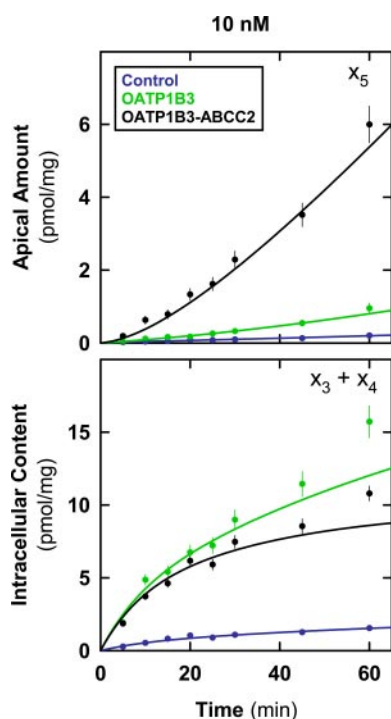 10 nM
Control
OATP1B3
OATP1B3-ABCC2
x₅
Apical Amount
(pmol/mg)
6
4
2
0
x₃ + x₄
Intracellular Content
(pmol/mg)
15
10
5
0
0 20 40 60
Time (min)